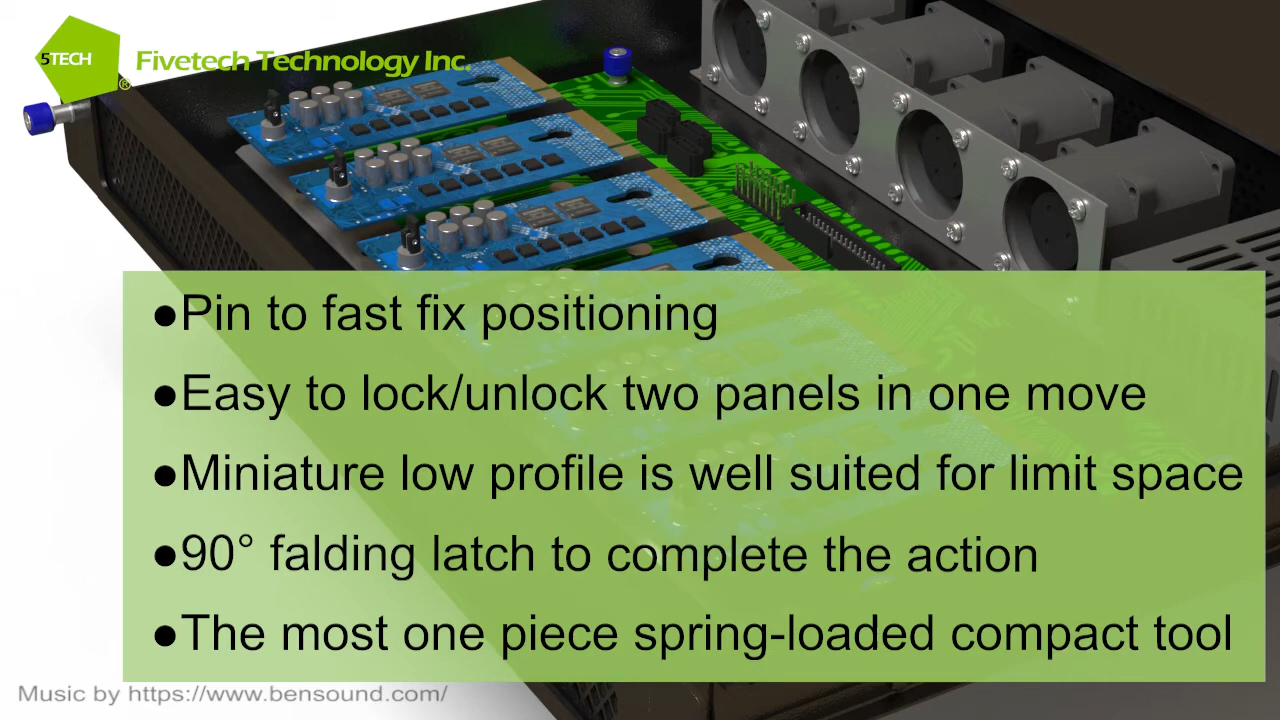 5TECH
®
Fivetech Technology Inc.
●Pin to fast fix positioning
●Easy to lock/unlock two panels in one move
●Miniature low profile is well suited for limit space
●90° falding latch to complete the action
●The most one piece spring-loaded compact tool
Music by https://www.bensound.com/